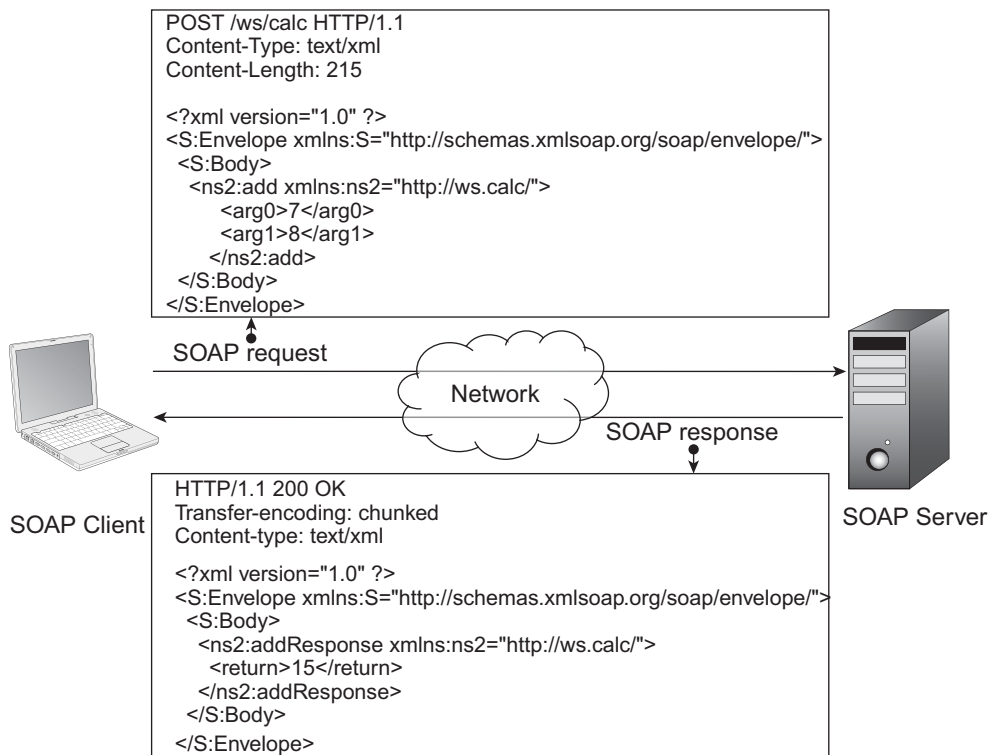 POST /ws/calc HTTP/1.1
Content-Type: text/xml
Content-Length: 215
<?xml version="1.0" ?>
<S:Envelope xmlns:S="http://schemas.xmlsoap.org/soap/envelope/">
<S:Body>
<ns2:add xmlns:ns2="http://ws.calc/">
<arg0>7</arg0>
<arg1>8</arg1>
</ns2:add>
</S:Body>
</S:Envelope>
SOAP request
Network
SOAP response
SOAP Client
SOAP Server
HTTP/1.1 200 OK
Transfer-encoding: chunked
Content-type: text/xml
<?xml version="1.0" ?>
<S:Envelope xmlns:S="http://schemas.xmlsoap.org/soap/envelope/">
<S:Body>
<ns2:addResponse xmlns:ns2="http://ws.calc/">
<return>15</return>
</ns2:addResponse>
</S:Body>
</S:Envelope>